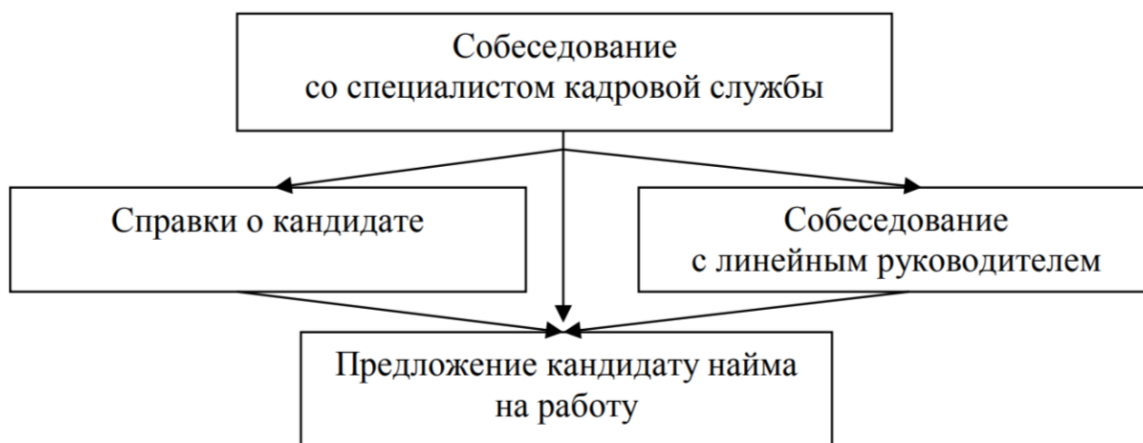 Собеседование
со специалистом кадровой службы
Справки о кандидате
Собеседование
с линейным руководителем
Предложение кандидату найма
на работу